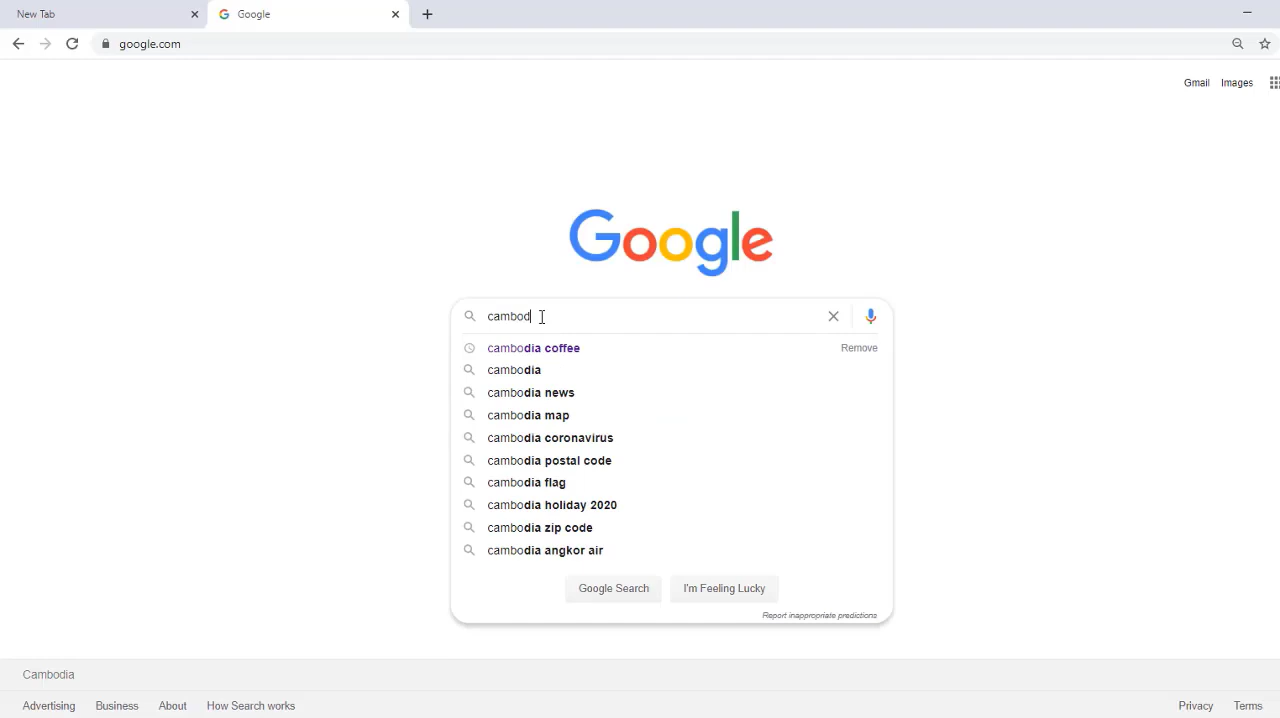 New Tab
Google
google.com
Gmail Images
Google
cambod
cambodia coffee Remove
cambodia
cambodia news
cambodia map
cambodia coronavirus
cambodia postal code
cambodia flag
cambodia holiday 2020
cambodia zip code
cambodia angkor air
Google Search I'm Feeling Lucky
Report inappropriate predictions
Cambodia
Advertising Business About How Search works Privacy Terms